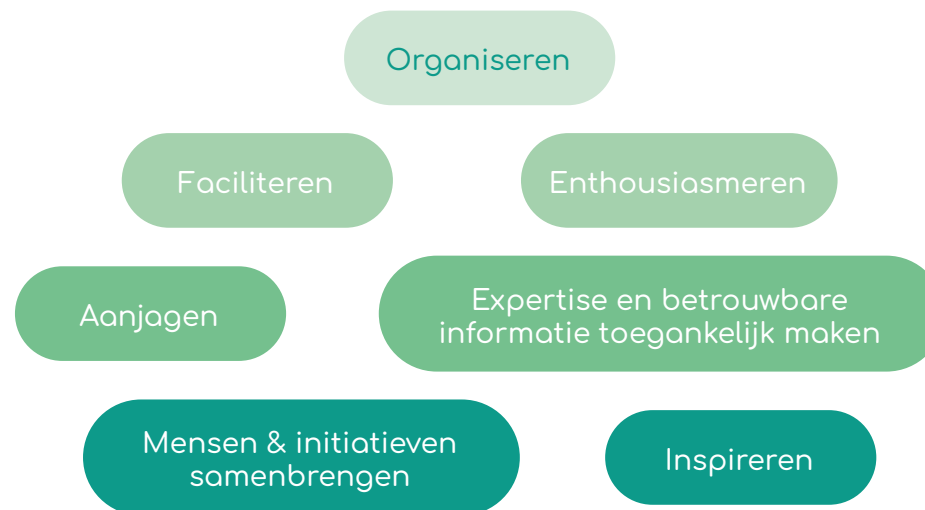 Organiseren
Faciliteren
Enthousiasmeren
Aanjagen
Expertise en betrouwbare
informatie toegankelijk maken
Mensen & initiatieven
samenbrengen
Inspireren